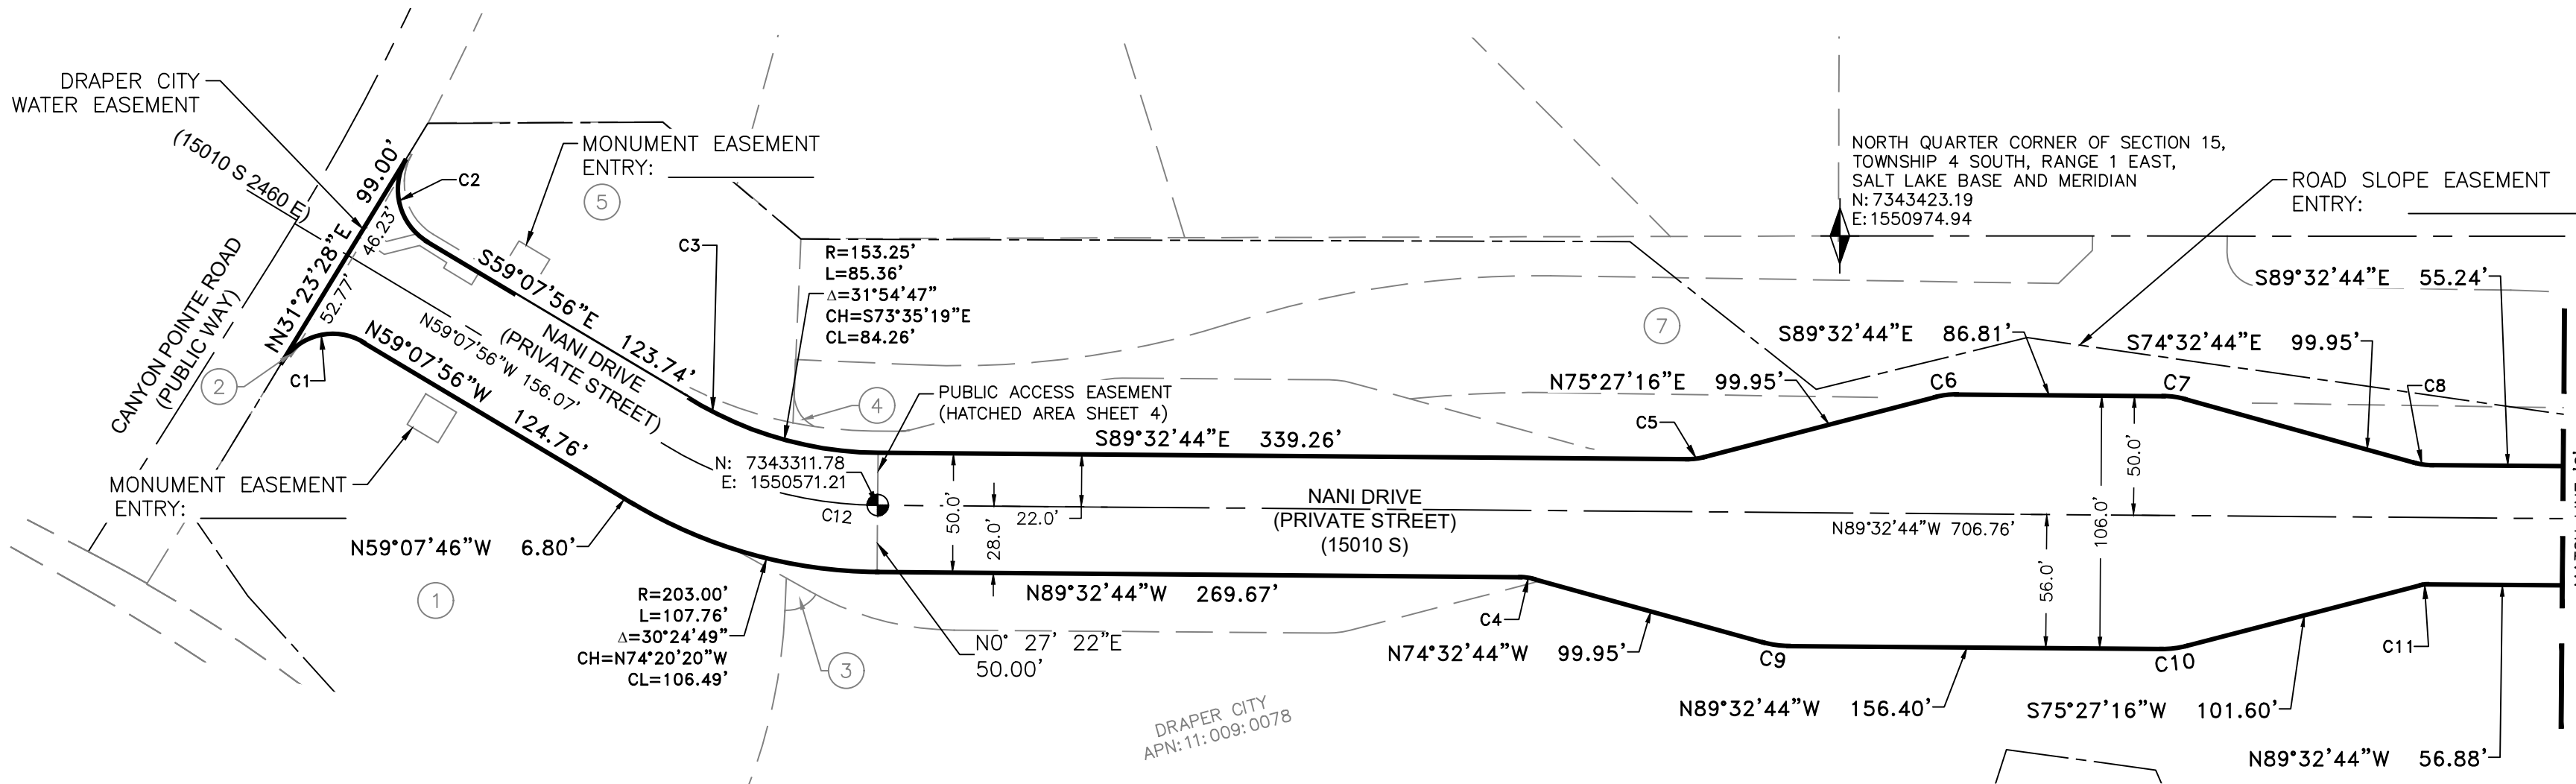 DRAPER CITY
WATER EASEMENT
(15010 S 2460 E)
CANYON POINTE ROAD
(PUBLIC WAY)
N31°23'28"E 99.00'
46.23'
52.77'
C2
C1
2
5
MONUMENT EASEMENT
ENTRY:
C3
S59°07'56"E 123.74'
NANI DRIVE
(PRIVATE STREET)
N59°07'56"W 156.07'
N59°07'56"W 124.76'
MONUMENT EASEMENT
ENTRY:
N59°07'46"W 6.80'
1
R=153.25'
L=85.36'
Δ=31°54'47"
CH=S73°35'19"E
CL=84.26'
4
PUBLIC ACCESS EASEMENT
(HATCHED AREA SHEET 4)
N: 7343311.78
E: 1550571.21
C12
S89°32'44"E 339.26'
50.0'
28.0'
22.0'
NANI DRIVE
(PRIVATE STREET)
(15010 S)
N89°32'44"W 706.76'
N89°32'44"W 269.67'
R=203.00'
L=107.76'
Δ=30°24'49"
CH=N74°20'20"W
CL=106.49'
3
N0° 27' 22"E
50.00'
DRAPER CITY
APN:11:009:0078
NORTH QUARTER CORNER OF SECTION 15,
TOWNSHIP 4 SOUTH, RANGE 1 EAST,
SALT LAKE BASE AND MERIDIAN
N:7343423.19
E:1550974.94
ROAD SLOPE EASEMENT
ENTRY:
7
S89°32'44"E 55.24'
S89°32'44"E 86.81'
S74°32'44"E 99.95'
N75°27'16"E 99.95'
C5
C6
C7
C8
50.0'
106.0'
56.0'
C4
N74°32'44"W 99.95'
C9
C10
C11
N89°32'44"W 156.40'
S75°27'16"W 101.60'
N89°32'44"W 56.88'